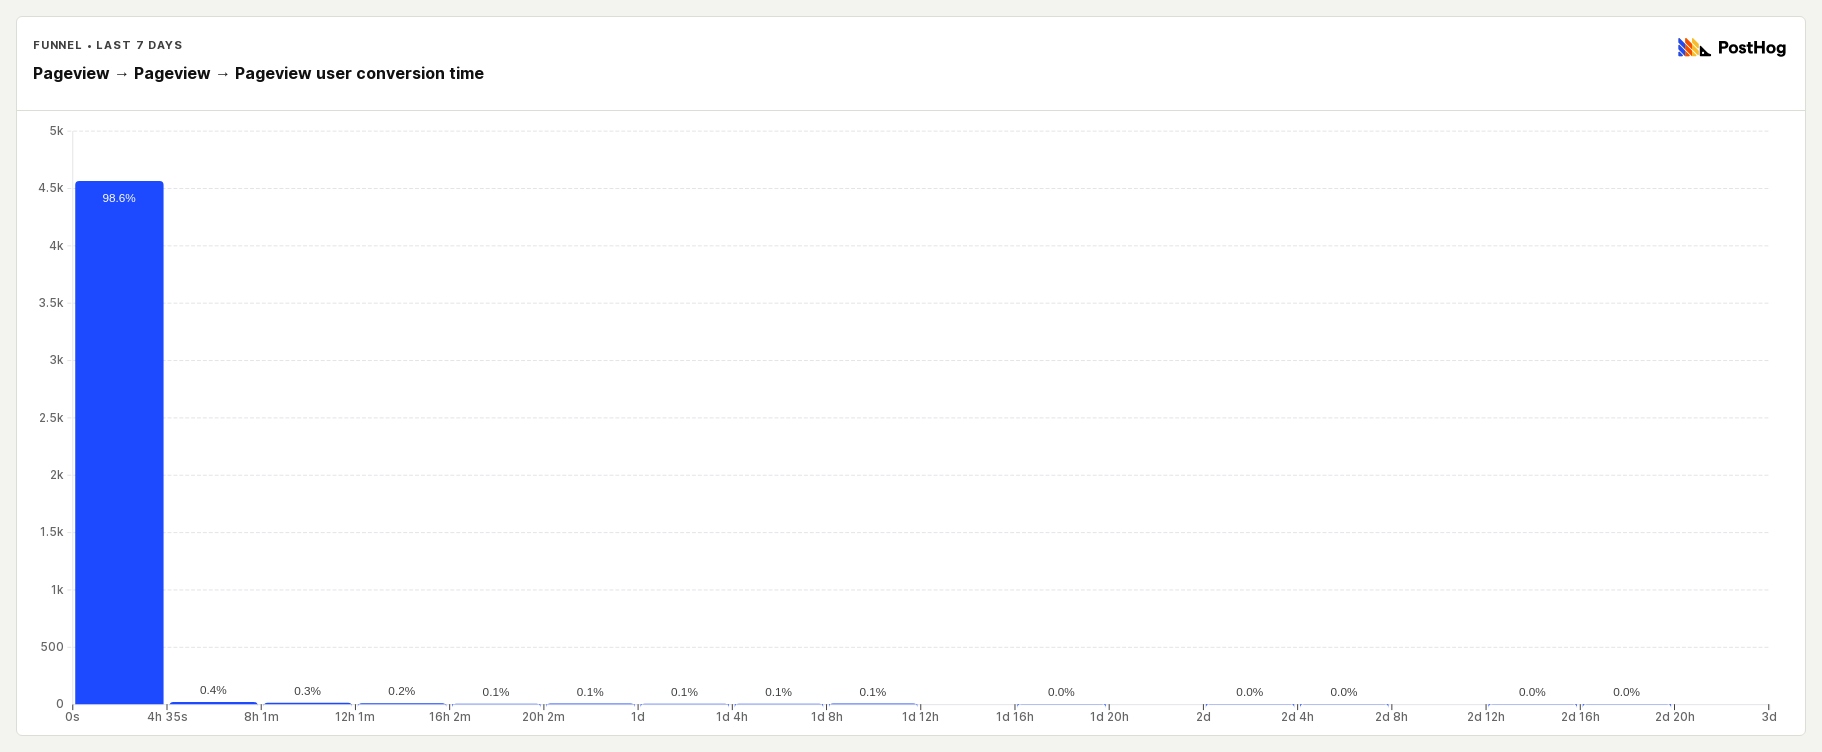 FUNNEL • LAST 7 DAYS
PostHog
Pageview → Pageview → Pageview user conversion time
5k
4.5k
98.6%
4k
3.5k
3k
2.5k
2k
1.5k
1k
500
0.4% 0.3% 0.2% 0.1% 0.1% 0.1% 0.1% 0.1% 0.0% 0.0% 0.0% 0.0% 0.0%
0
0s 4h 35s 8h 1m 12h 1m 16h 2m 20h 2m 1d 1d 4h 1d 8h 1d 12h 1d 16h 1d 20h 2d 2d 4h 2d 8h 2d 12h 2d 16h 2d 20h 3d